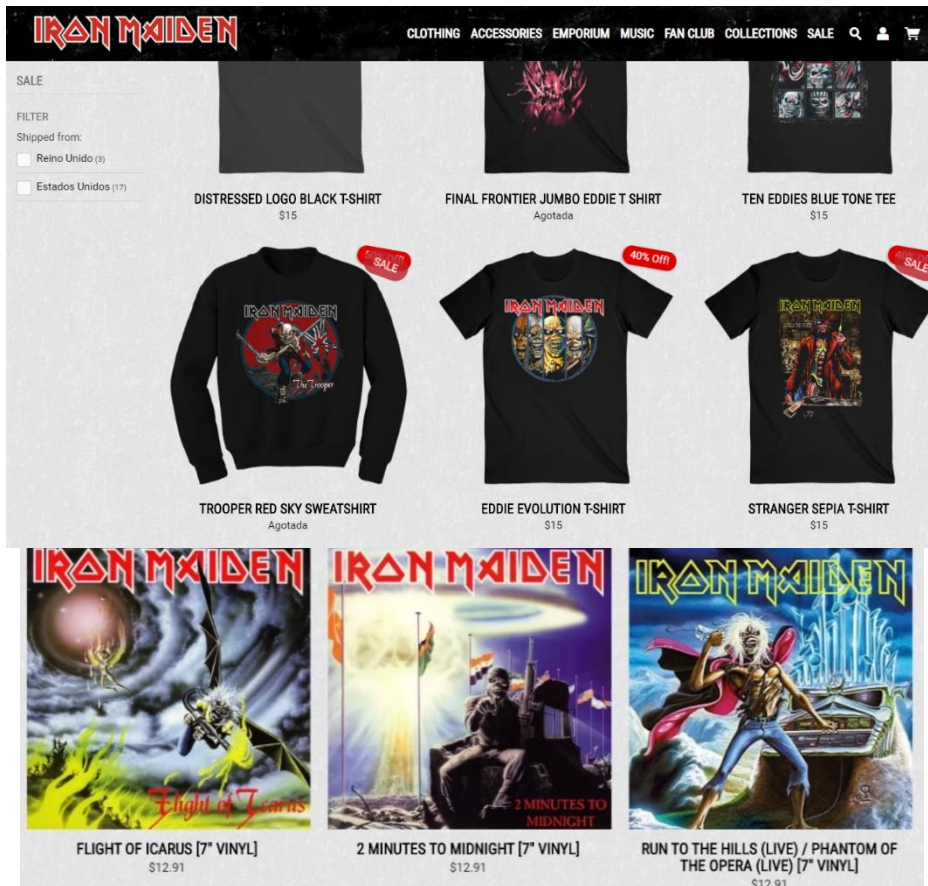 IRON MAIDEN
CLOTHING ACCESSORIES EMPORIUM MUSIC FAN CLUB COLLECTIONS SALE
SALE
FILTER
Shipped from:
Reino Unido (3)
Estados Unidos (17)
DISTRESSED LOGO BLACK T-SHIRT
$15
FINAL FRONTIER JUMBO EDDIE T SHIRT
Agotada
TEN EDDIES BLUE TONE TEE
$15
SALE
IRON MAIDEN
The Trooper
TROOPER RED SKY SWEATSHIRT
Agotada
40% Off!
IRON MAIDEN
EDDIE EVOLUTION T-SHIRT
$15
SALE
IRON MAIDEN
STRANGER SEPIA T-SHIRT
$15
IRON MAIDEN
Flight of Icarus
FLIGHT OF ICARUS [7" VINYL]
$12.91
IRON MAIDEN
2 MINUTES TO
MIDNIGHT
2 MINUTES TO MIDNIGHT [7" VINYL]
$12.91
IRON MAIDEN
RUN TO THE HILLS (LIVE) / PHANTOM OF
THE OPERA (LIVE) [7" VINYL]
$12.91